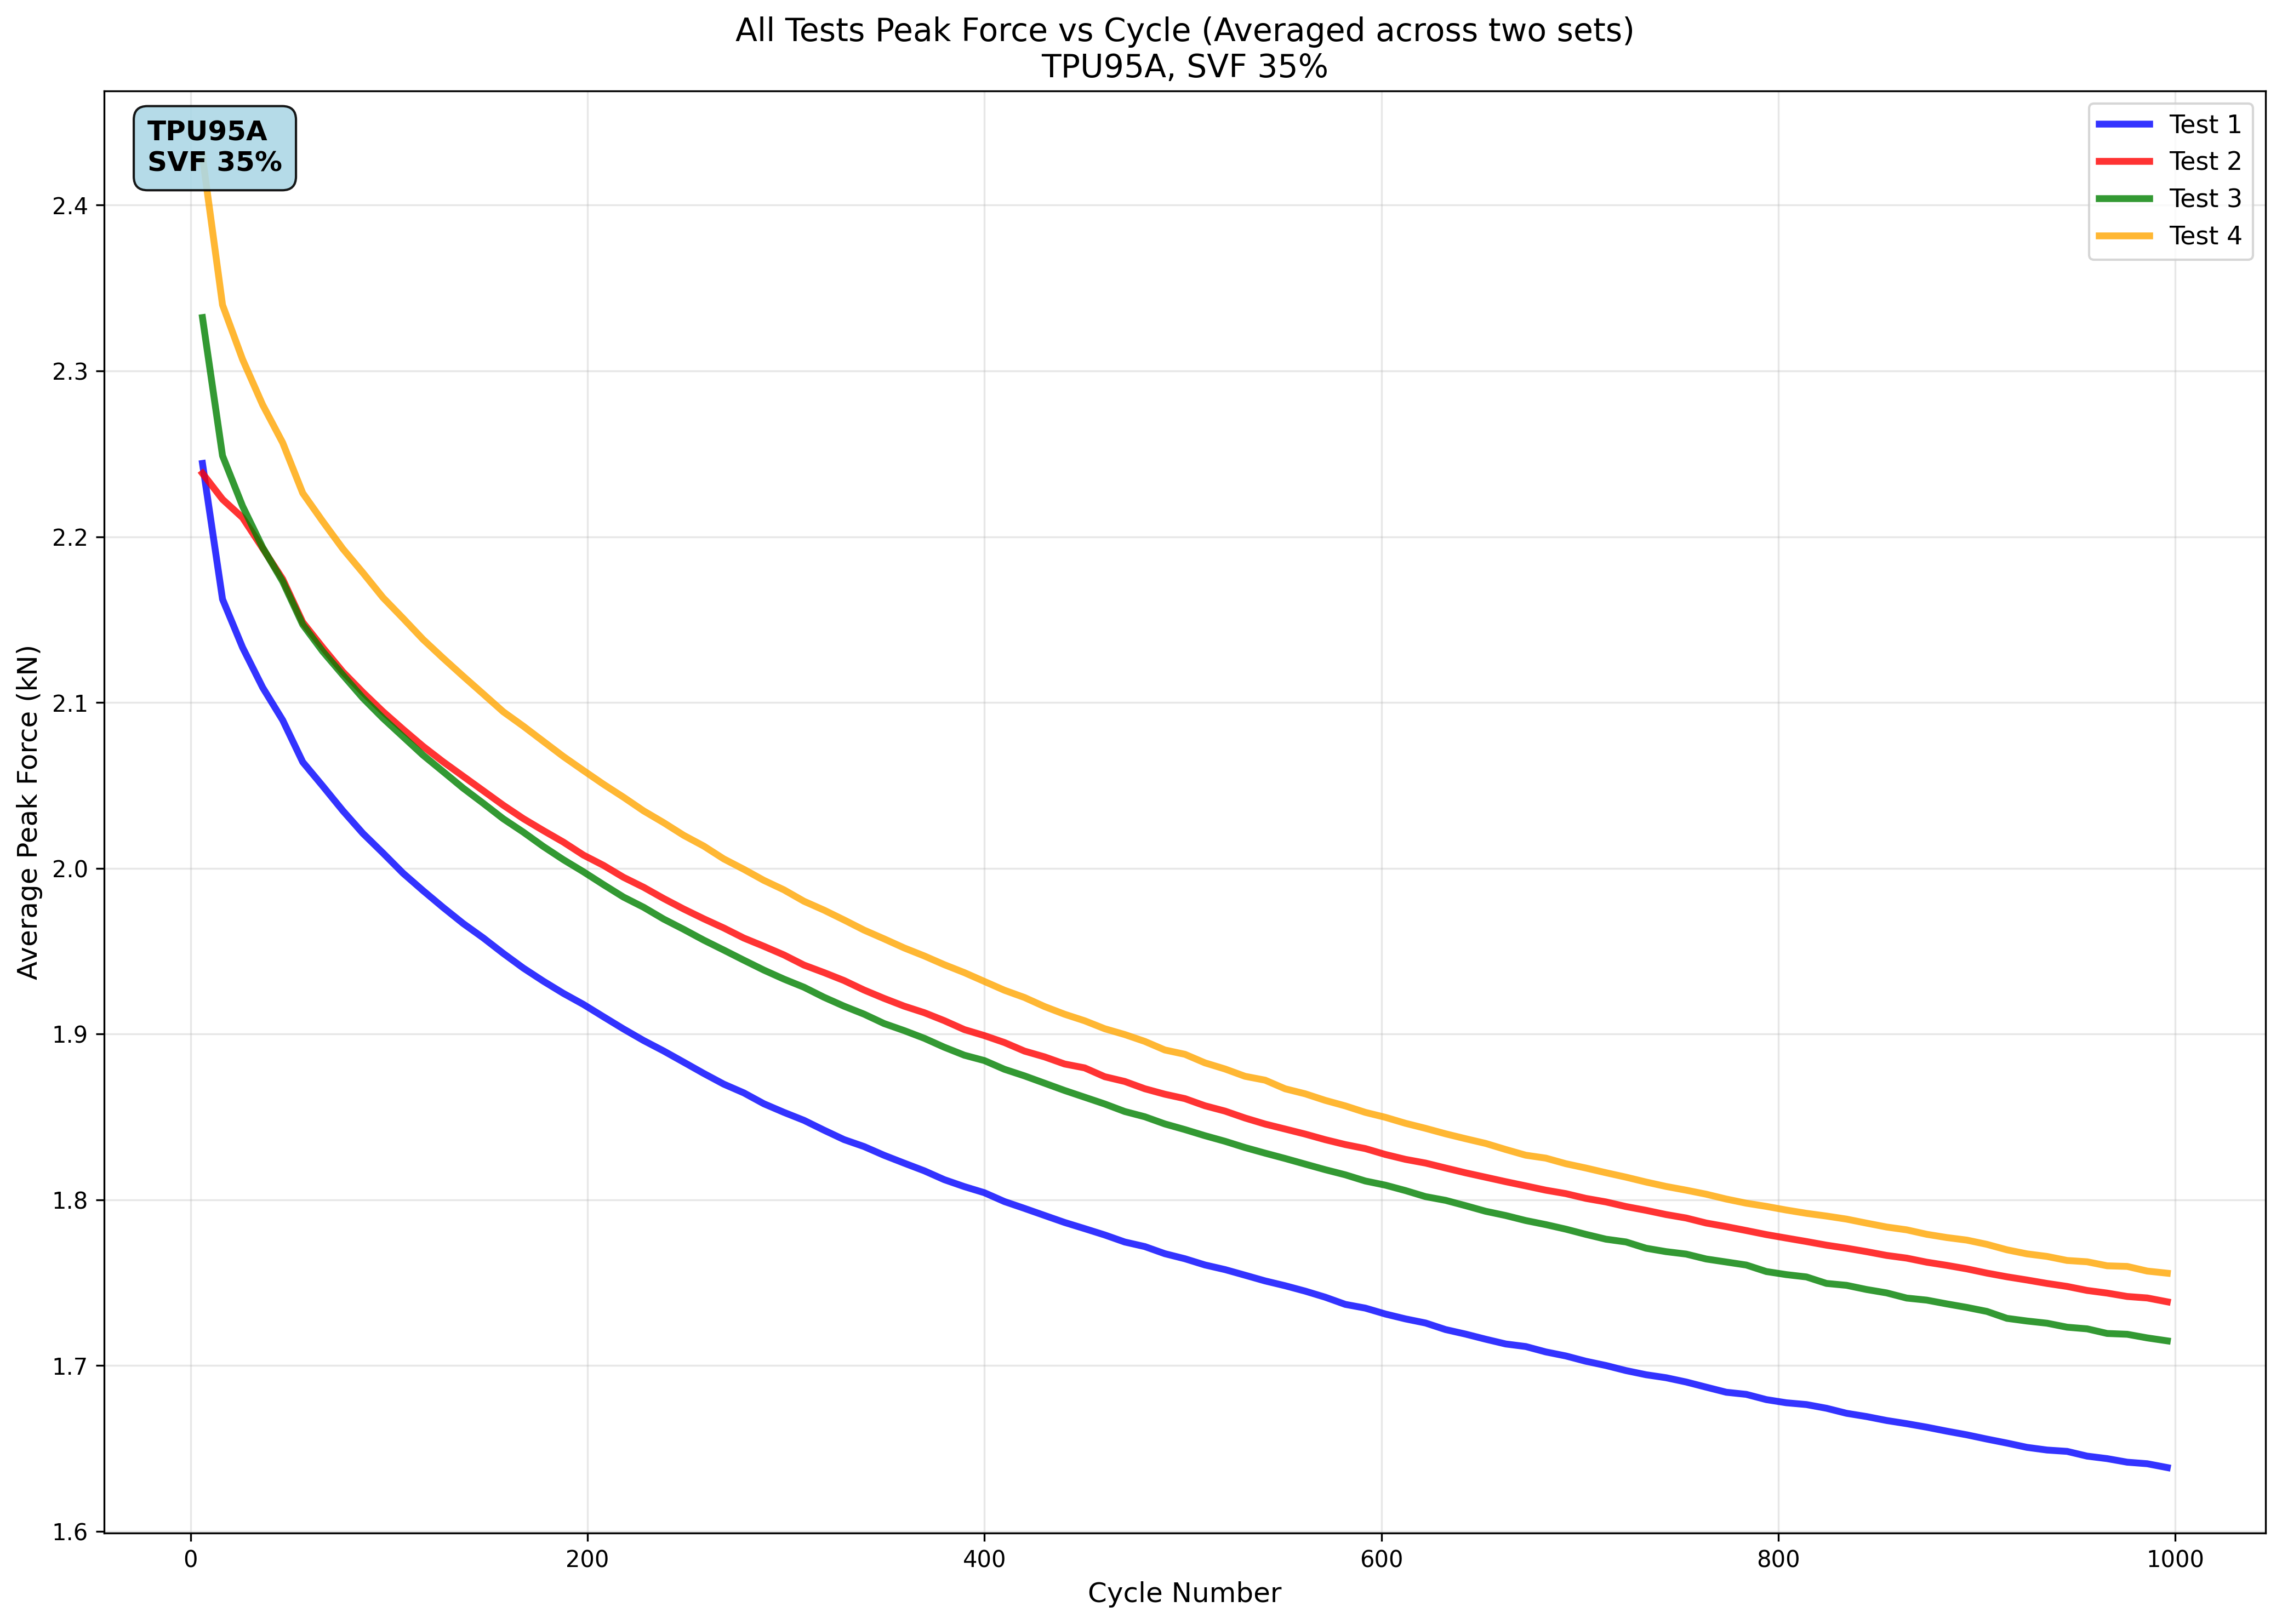 All Tests Peak Force vs Cycle (Averaged across two sets)
TPU95A, SVF 35%
TPU95A
SVF 35%
Test 1
Test 2
Test 3
Test 4
Average Peak Force (kN)
2.4
2.3
2.2
2.1
2.0
1.9
1.8
1.7
1.6
0
200
400
600
800
1000
Cycle Number